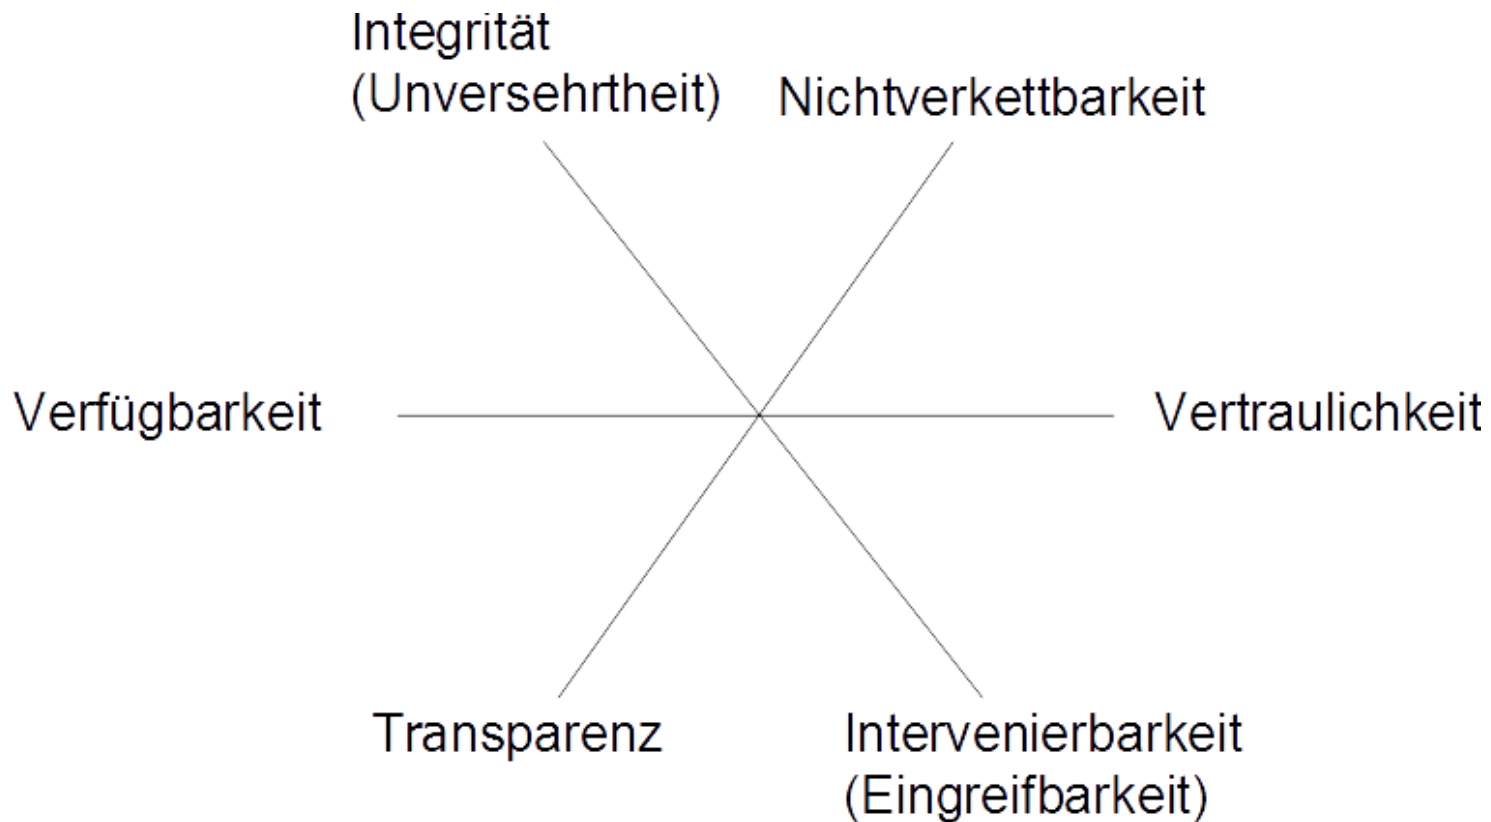 Integrität
(Unversehrtheit)
Nichtverkettbarkeit
Verfügbarkeit
Vertraulichkeit
Transparenz
Intervenierbarkeit
(Eingreifbarkeit)